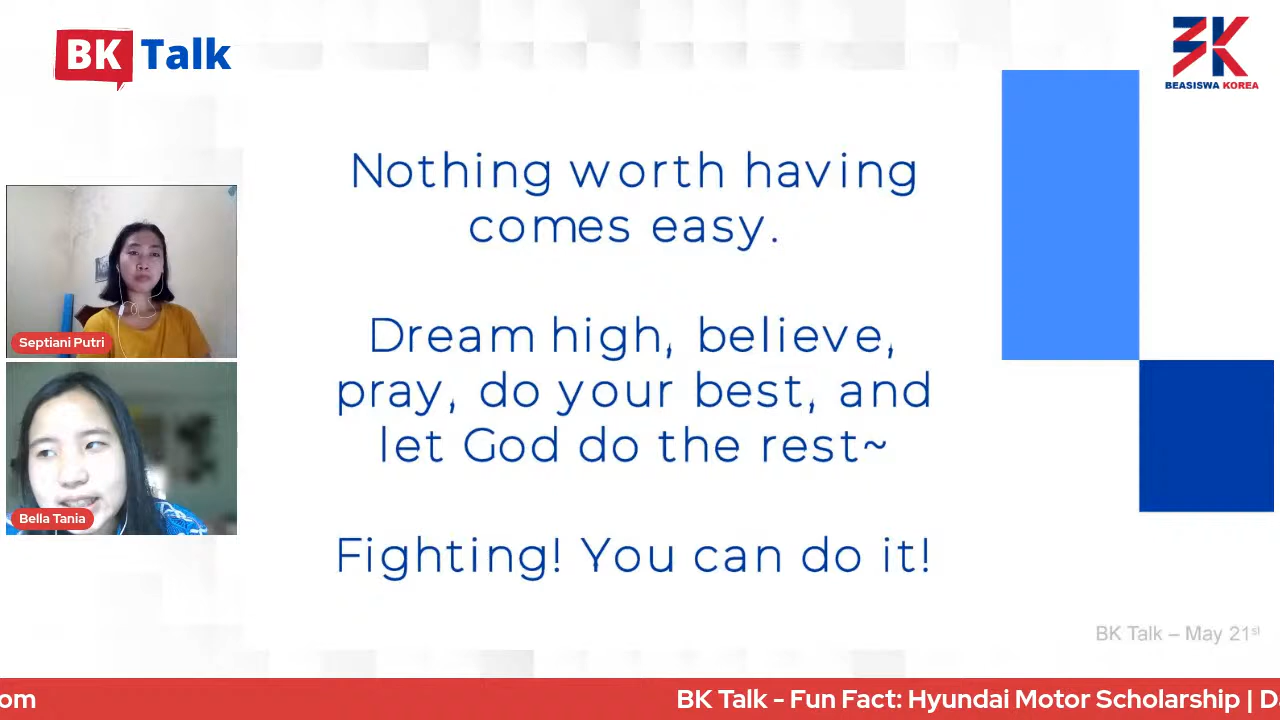 BK Talk
BEASISWA KOREA
Nothing worth having
comes easy.
Dream high, believe,
pray, do your best, and
let God do the rest~
Fighting! You can do it!
Septiani Putri
Bella Tania
BK Talk – May 21st
om
BK Talk - Fun Fact: Hyundai Motor Scholarship |